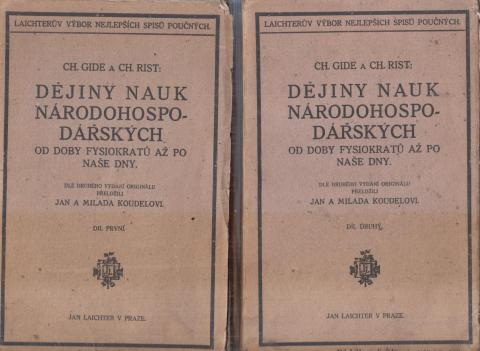 LAICHTERŮV VÝBOR NEJLEPŠÍCH SPISŮ POUČNÝCH.
CH. GIDE A CH. RIST:
DĚJINY NAUK
NÁRODOHOSPO-
DÁŘSKÝCH
OD DOBY FYSIOKRATŮ AŽ PO
NAŠE DNY.
DLE DRUHÉHO VYDÁNÍ ORIGINÁLU
PŘELOŽILI
JAN A MILADA KOUDELOVI.
DÍL PRVNÍ.
JAN LAICHTER V PRAZE.
LAICHTERŮV VÝBOR NEJLEPŠÍCH SPISŮ POUČNÝCH.
CH. GIDE A CH. RIST:
DĚJINY NAUK
NÁRODOHOSPO-
DÁŘSKÝCH
OD DOBY FYSIOKRATŮ AŽ PO
NAŠE DNY.
DLE DRUHÉHO VYDÁNÍ ORIGINÁLU
PŘELOŽILI
JAN A MILADA KOUDELOVI.
DÍL DRUHÝ.
JAN LAICHTER V PRAZE.